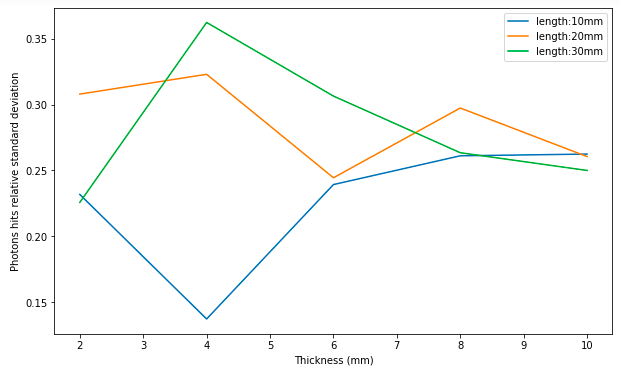 length:10mm
length:20mm
length:30mm
Photons hits relative standard deviation
0.35
0.30
0.25
0.20
0.15
2 3 4 5 6 7 8 9 10
Thickness (mm)